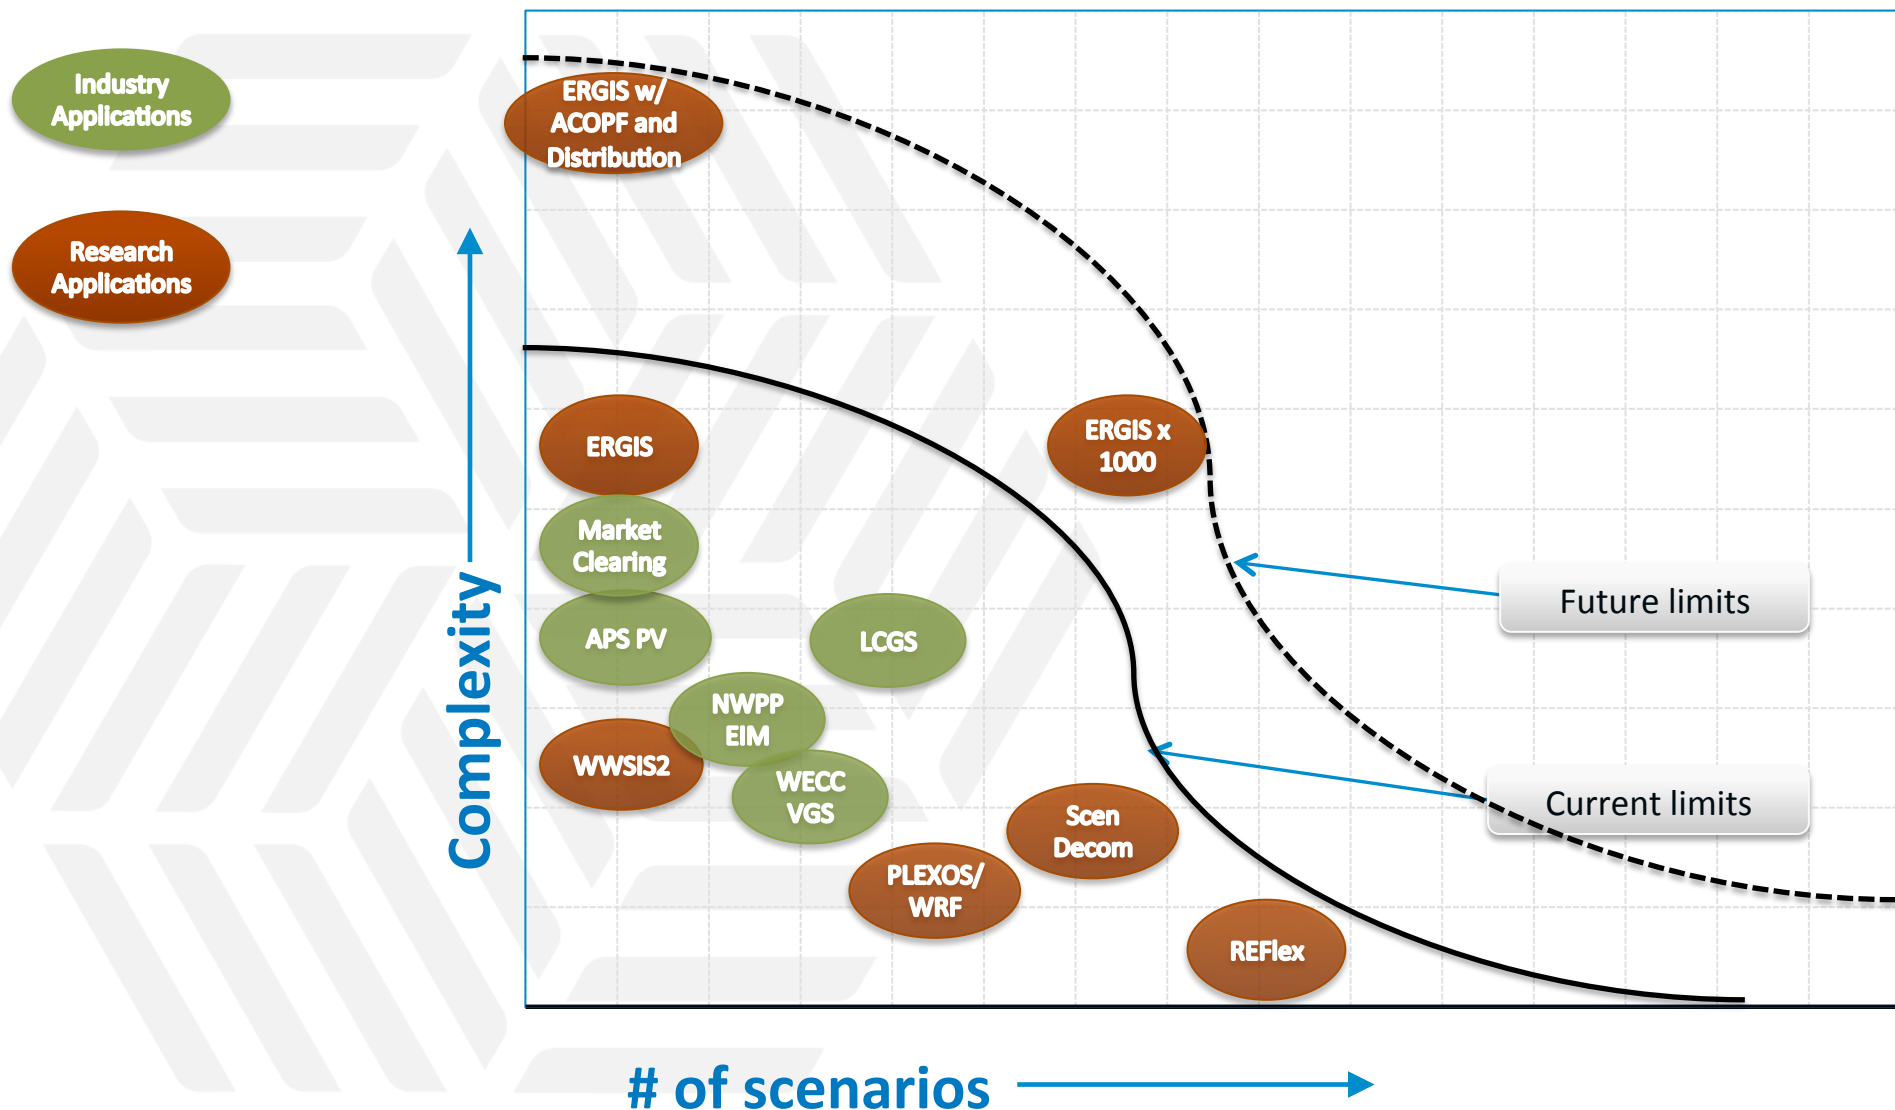 Industry
Applications
Research
Applications
ERGIS w/
ACOPF and
Distribution
ERGIS
ERGIS x
1000
Market
Clearing
APS PV
LCGS
NWPP
EIM
WWSIS2
WECC
VGS
Scen
Decom
PLEXOS/
WRF
REFlex
Future limits
Current limits
Complexity
# of scenarios